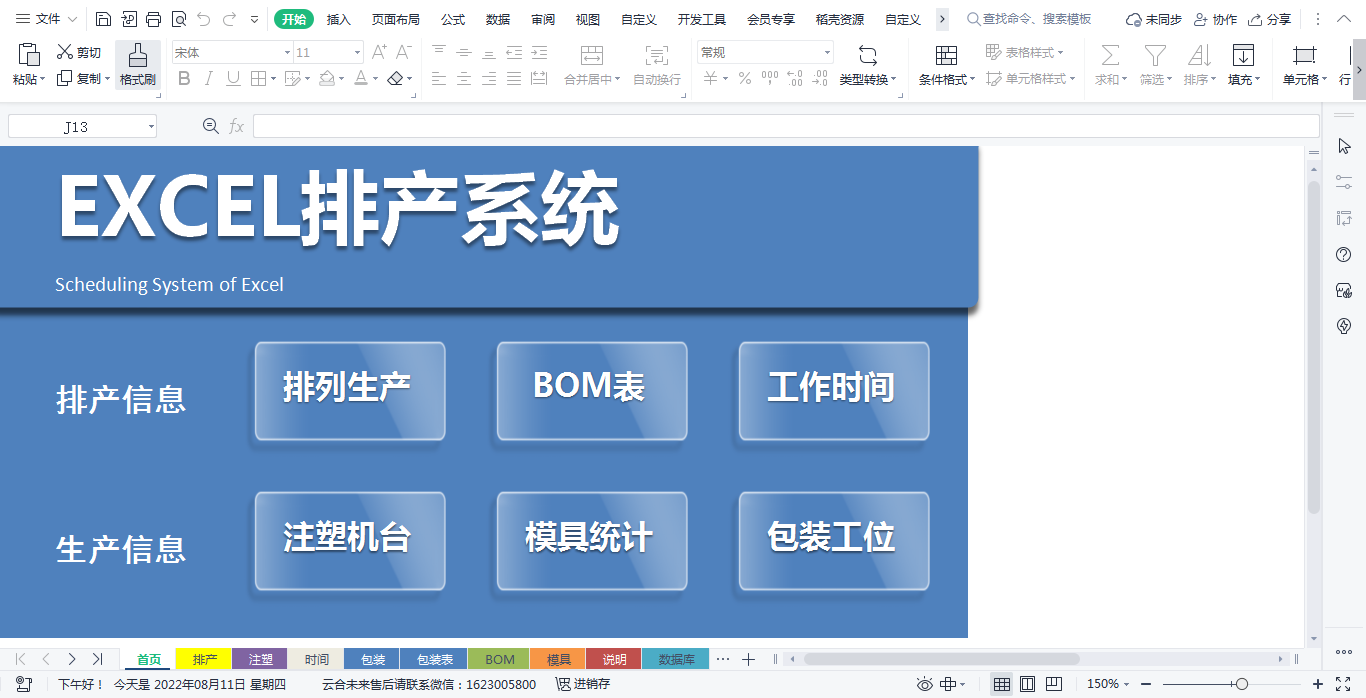 文件 开始 插入 页面布局 公式 数据 审阅 视图 自定义 开发工具 会员专享 稻壳资源 自定义 查找命令、搜索模板 未同步 协作 分享
剪切 宋体 11 A+ A- 常规 表格样式
粘贴 复制 格式刷 B I U A 合并居中 自动换行 ¥ % 类型转换 条件格式 单元格样式 求和 筛选 排序 填充 单元格 行
J13 fx
EXCEL排产系统
Scheduling System of Excel
排产信息 排列生产 BOM表 工作时间
生产信息 注塑机台 模具统计 包装工位
首页 排产 注塑 时间 包装 包装表 BOM 模具 说明 数据库
下午好！ 今天是 2022年08月11日 星期四 云合未来售后请联系微信：1623005800 进销存 150%